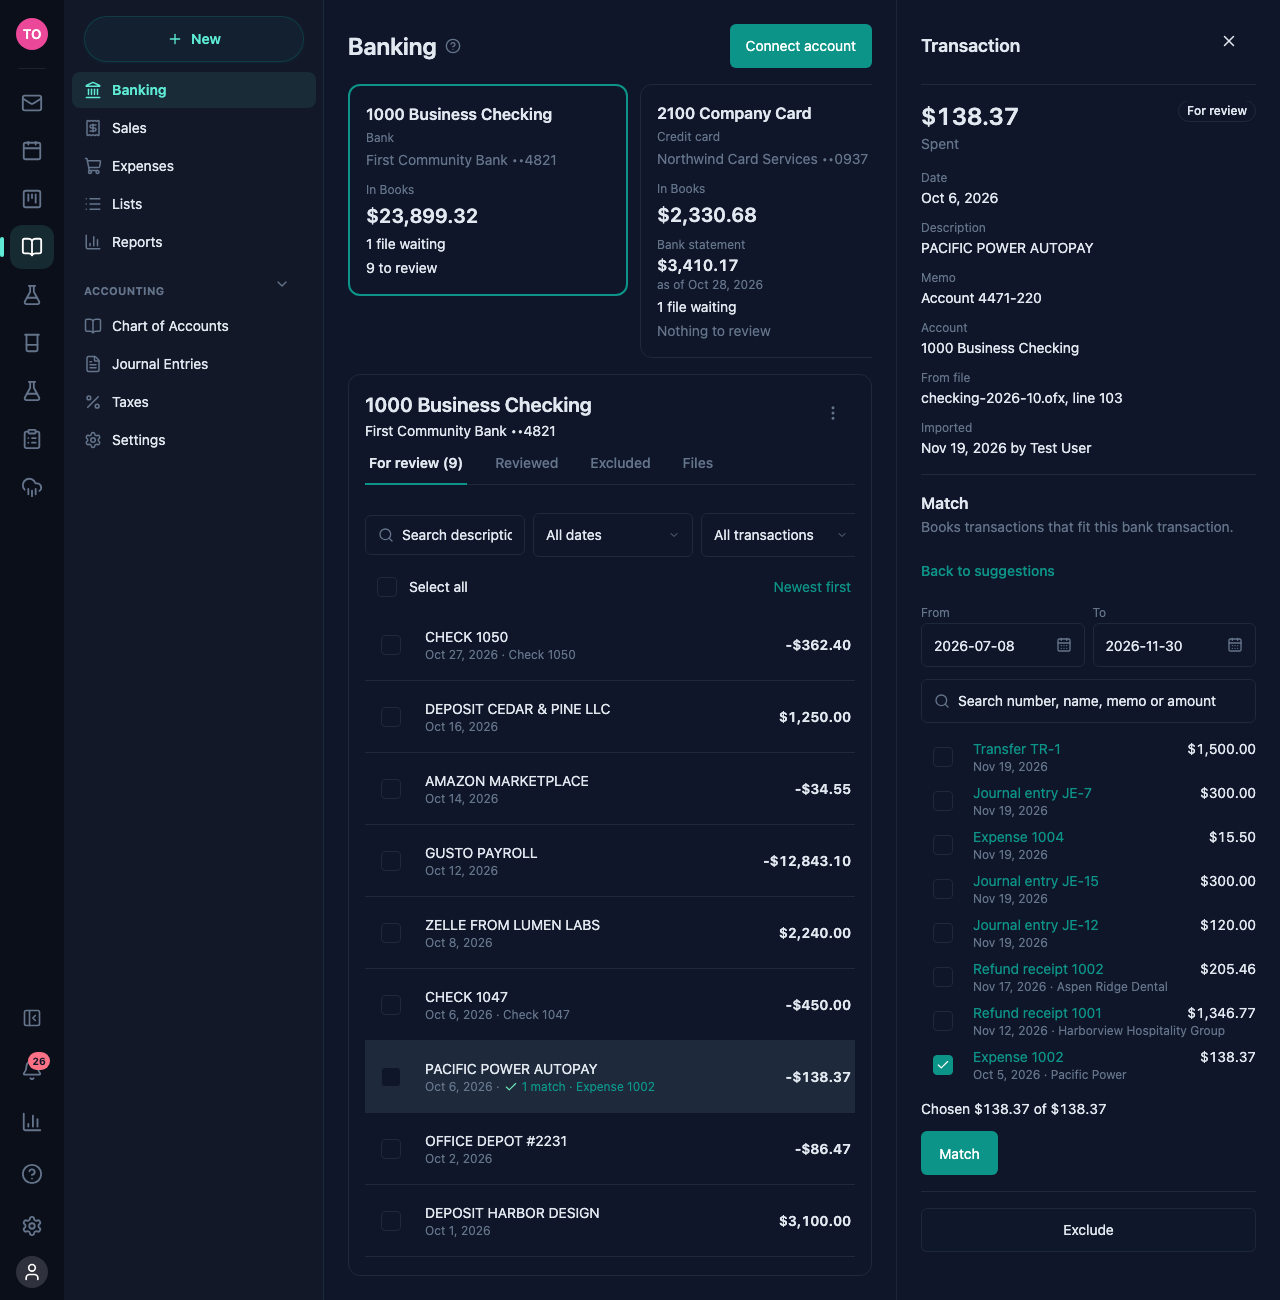 TO
New
Banking
Sales
Expenses
Lists
Reports
ACCOUNTING
Chart of Accounts
Journal Entries
Taxes
Settings
26
Banking
Connect account
1000 Business Checking
Bank
First Community Bank ••4821
In Books
$23,899.32
1 file waiting
9 to review
2100 Company Card
Credit card
Northwind Card Services ••0937
In Books
$2,330.68
Bank statement
$3,410.17
as of Oct 28, 2026
1 file waiting
Nothing to review
1000 Business Checking
First Community Bank ••4821
For review (9)
Reviewed
Excluded
Files
Search descriptic
All dates
All transactions
Select all
Newest first
CHECK 1050
-$362.40
Oct 27, 2026 · Check 1050
DEPOSIT CEDAR & PINE LLC
$1,250.00
Oct 16, 2026
AMAZON MARKETPLACE
-$34.55
Oct 14, 2026
GUSTO PAYROLL
-$12,843.10
Oct 12, 2026
ZELLE FROM LUMEN LABS
$2,240.00
Oct 8, 2026
CHECK 1047
-$450.00
Oct 6, 2026 · Check 1047
PACIFIC POWER AUTOPAY
-$138.37
Oct 6, 2026 · 1 match · Expense 1002
OFFICE DEPOT #2231
-$86.47
Oct 2, 2026
DEPOSIT HARBOR DESIGN
$3,100.00
Oct 1, 2026
Transaction
$138.37
For review
Spent
Date
Oct 6, 2026
Description
PACIFIC POWER AUTOPAY
Memo
Account 4471-220
Account
1000 Business Checking
From file
checking-2026-10.ofx, line 103
Imported
Nov 19, 2026 by Test User
Match
Books transactions that fit this bank transaction.
Back to suggestions
From
To
2026-07-08
2026-11-30
Search number, name, memo or amount
Transfer TR-1
$1,500.00
Nov 19, 2026
Journal entry JE-7
$300.00
Nov 19, 2026
Expense 1004
$15.50
Nov 19, 2026
Journal entry JE-15
$300.00
Nov 19, 2026
Journal entry JE-12
$120.00
Nov 19, 2026
Refund receipt 1002
$205.46
Nov 17, 2026 · Aspen Ridge Dental
Refund receipt 1001
$1,346.77
Nov 12, 2026 · Harborview Hospitality Group
Expense 1002
$138.37
Oct 5, 2026 · Pacific Power
Chosen $138.37 of $138.37
Match
Exclude